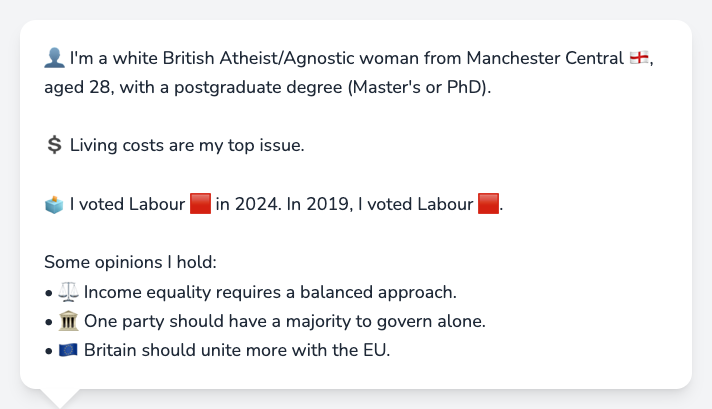 👤 I'm a white British Atheist/Agnostic woman from Manchester Central 🏴󠁧󠁢󠁥󠁮󠁧󠁿,
aged 28, with a postgraduate degree (Master's or PhD).
💲 Living costs are my top issue.
🗳️ I voted Labour 🟥 in 2024. In 2019, I voted Labour 🟥.
Some opinions I hold:
• ⚖️ Income equality requires a balanced approach.
• 🏛️ One party should have a majority to govern alone.
• 🇪🇺 Britain should unite more with the EU.